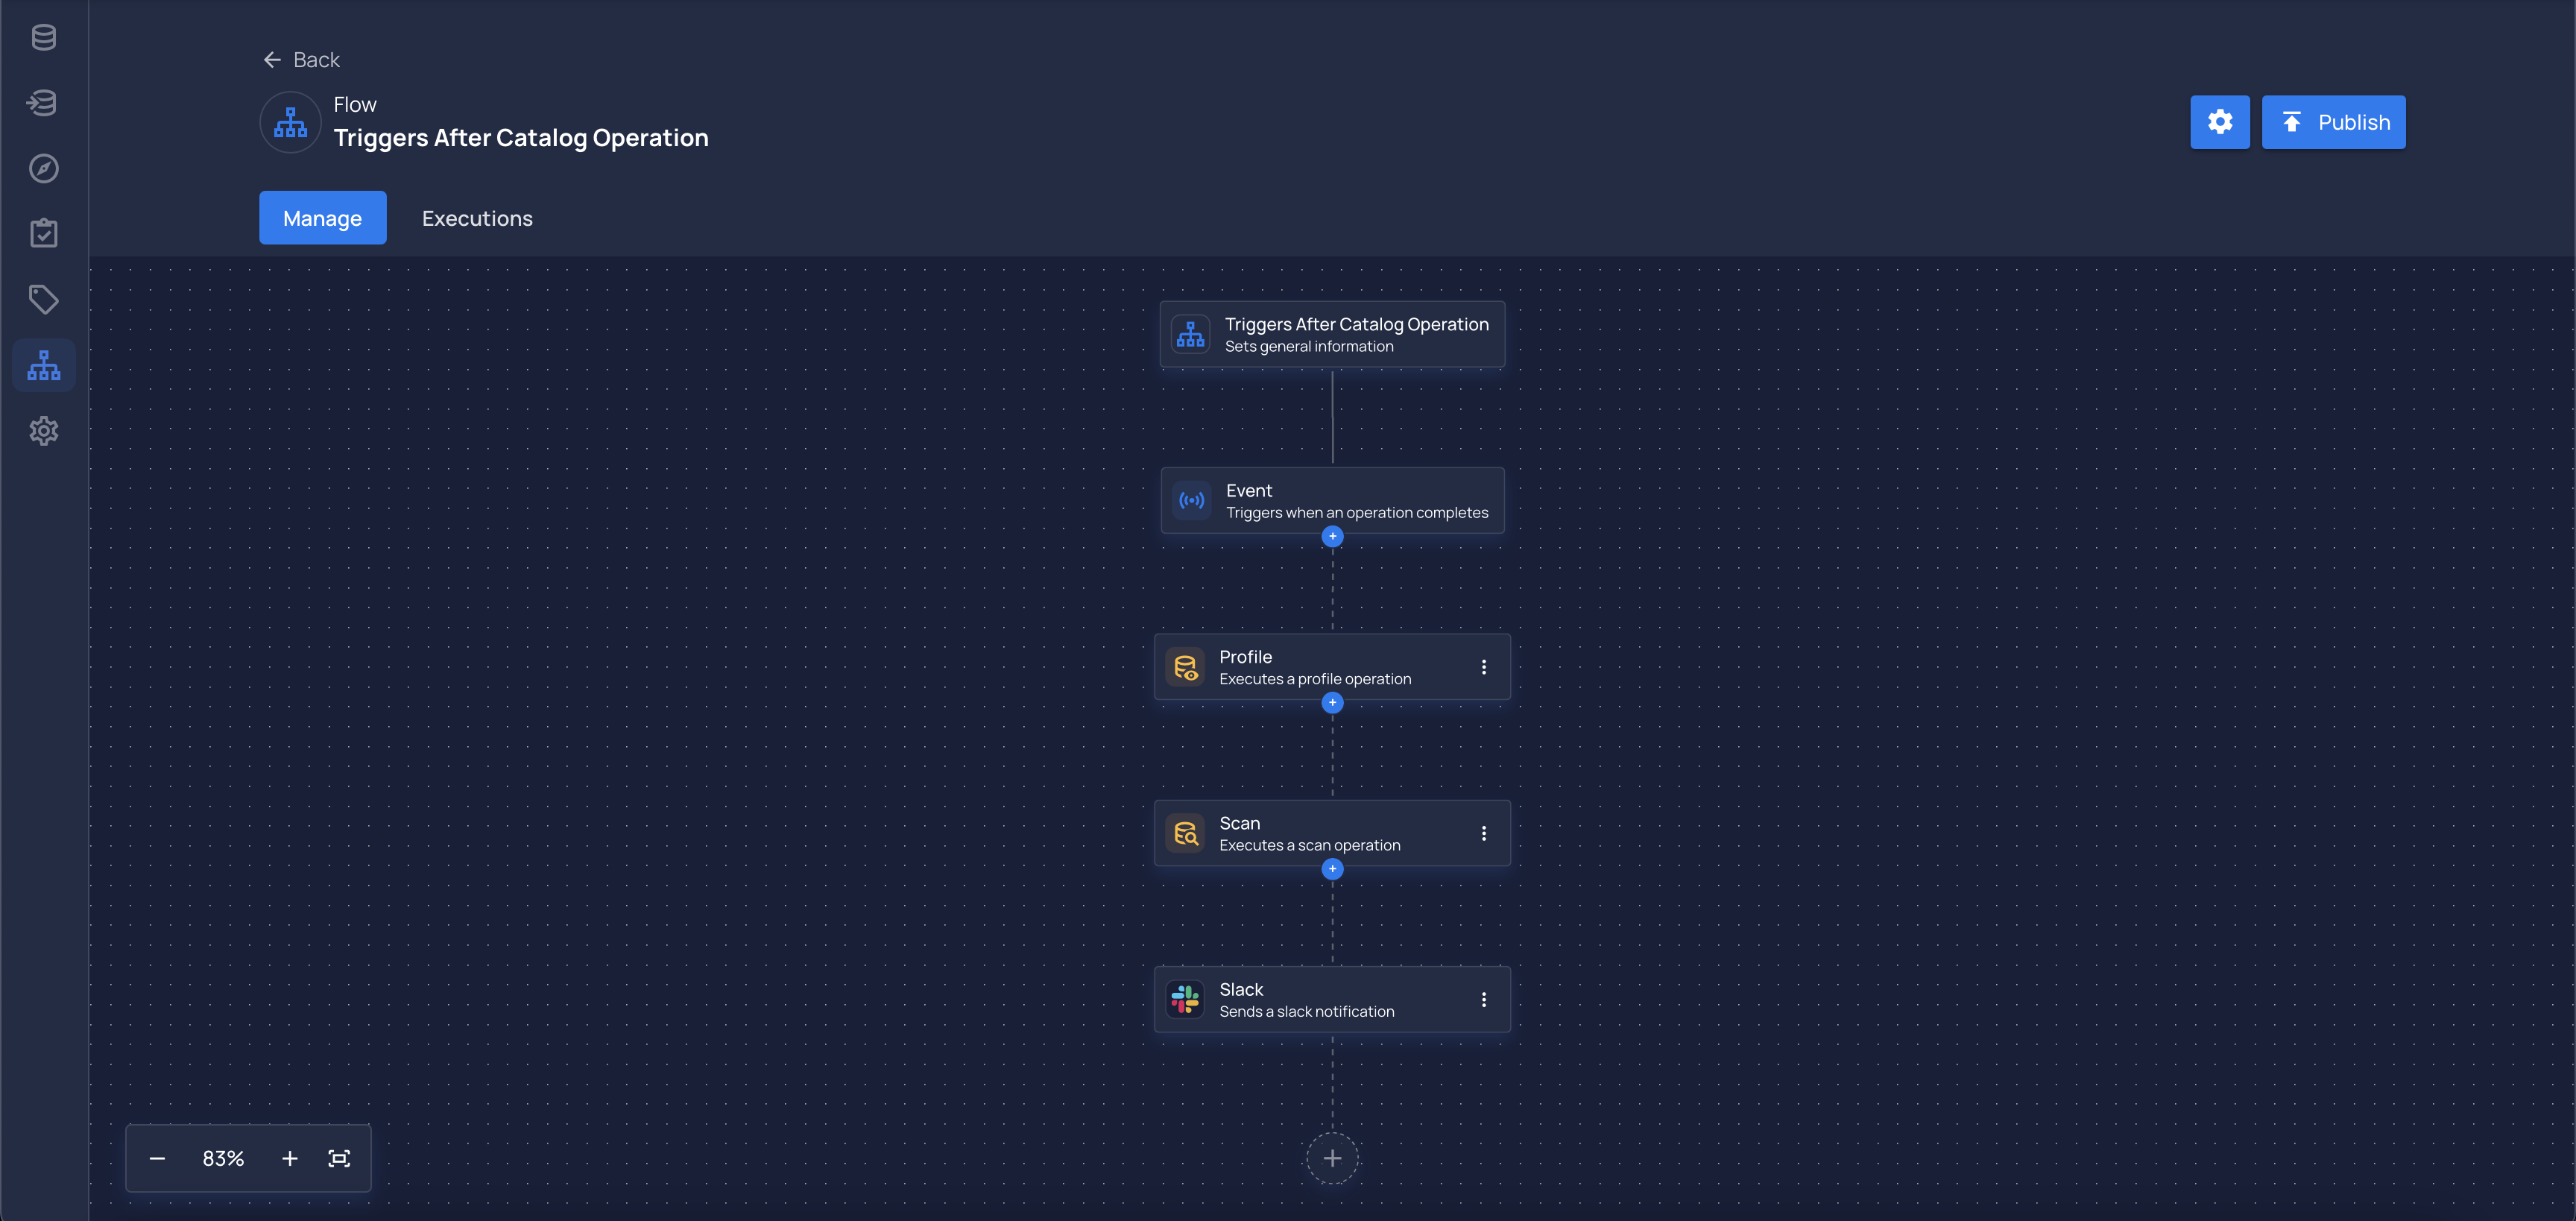 Back
Flow
Triggers After Catalog Operation
Publish
Manage
Executions
Triggers After Catalog Operation
Sets general information
Event
Triggers when an operation completes
Profile
Executes a profile operation
Scan
Executes a scan operation
Slack
Sends a slack notification
83%